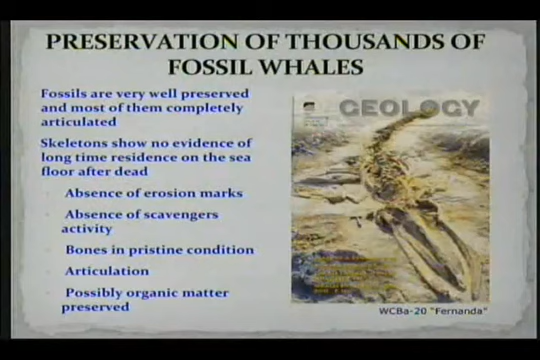 PRESERVATION OF THOUSANDS OF
FOSSIL WHALES
Fossils are very well preserved
and most of them completely
articulated
Skeletons show no evidence of
long time residence on the sea
floor after dead
Absence of erosion marks
Absence of scavengers
activity
Bones in pristine condition
Articulation
Possibly organic matter
preserved
GEOLOGY
WCBa-20 "Fernanda"